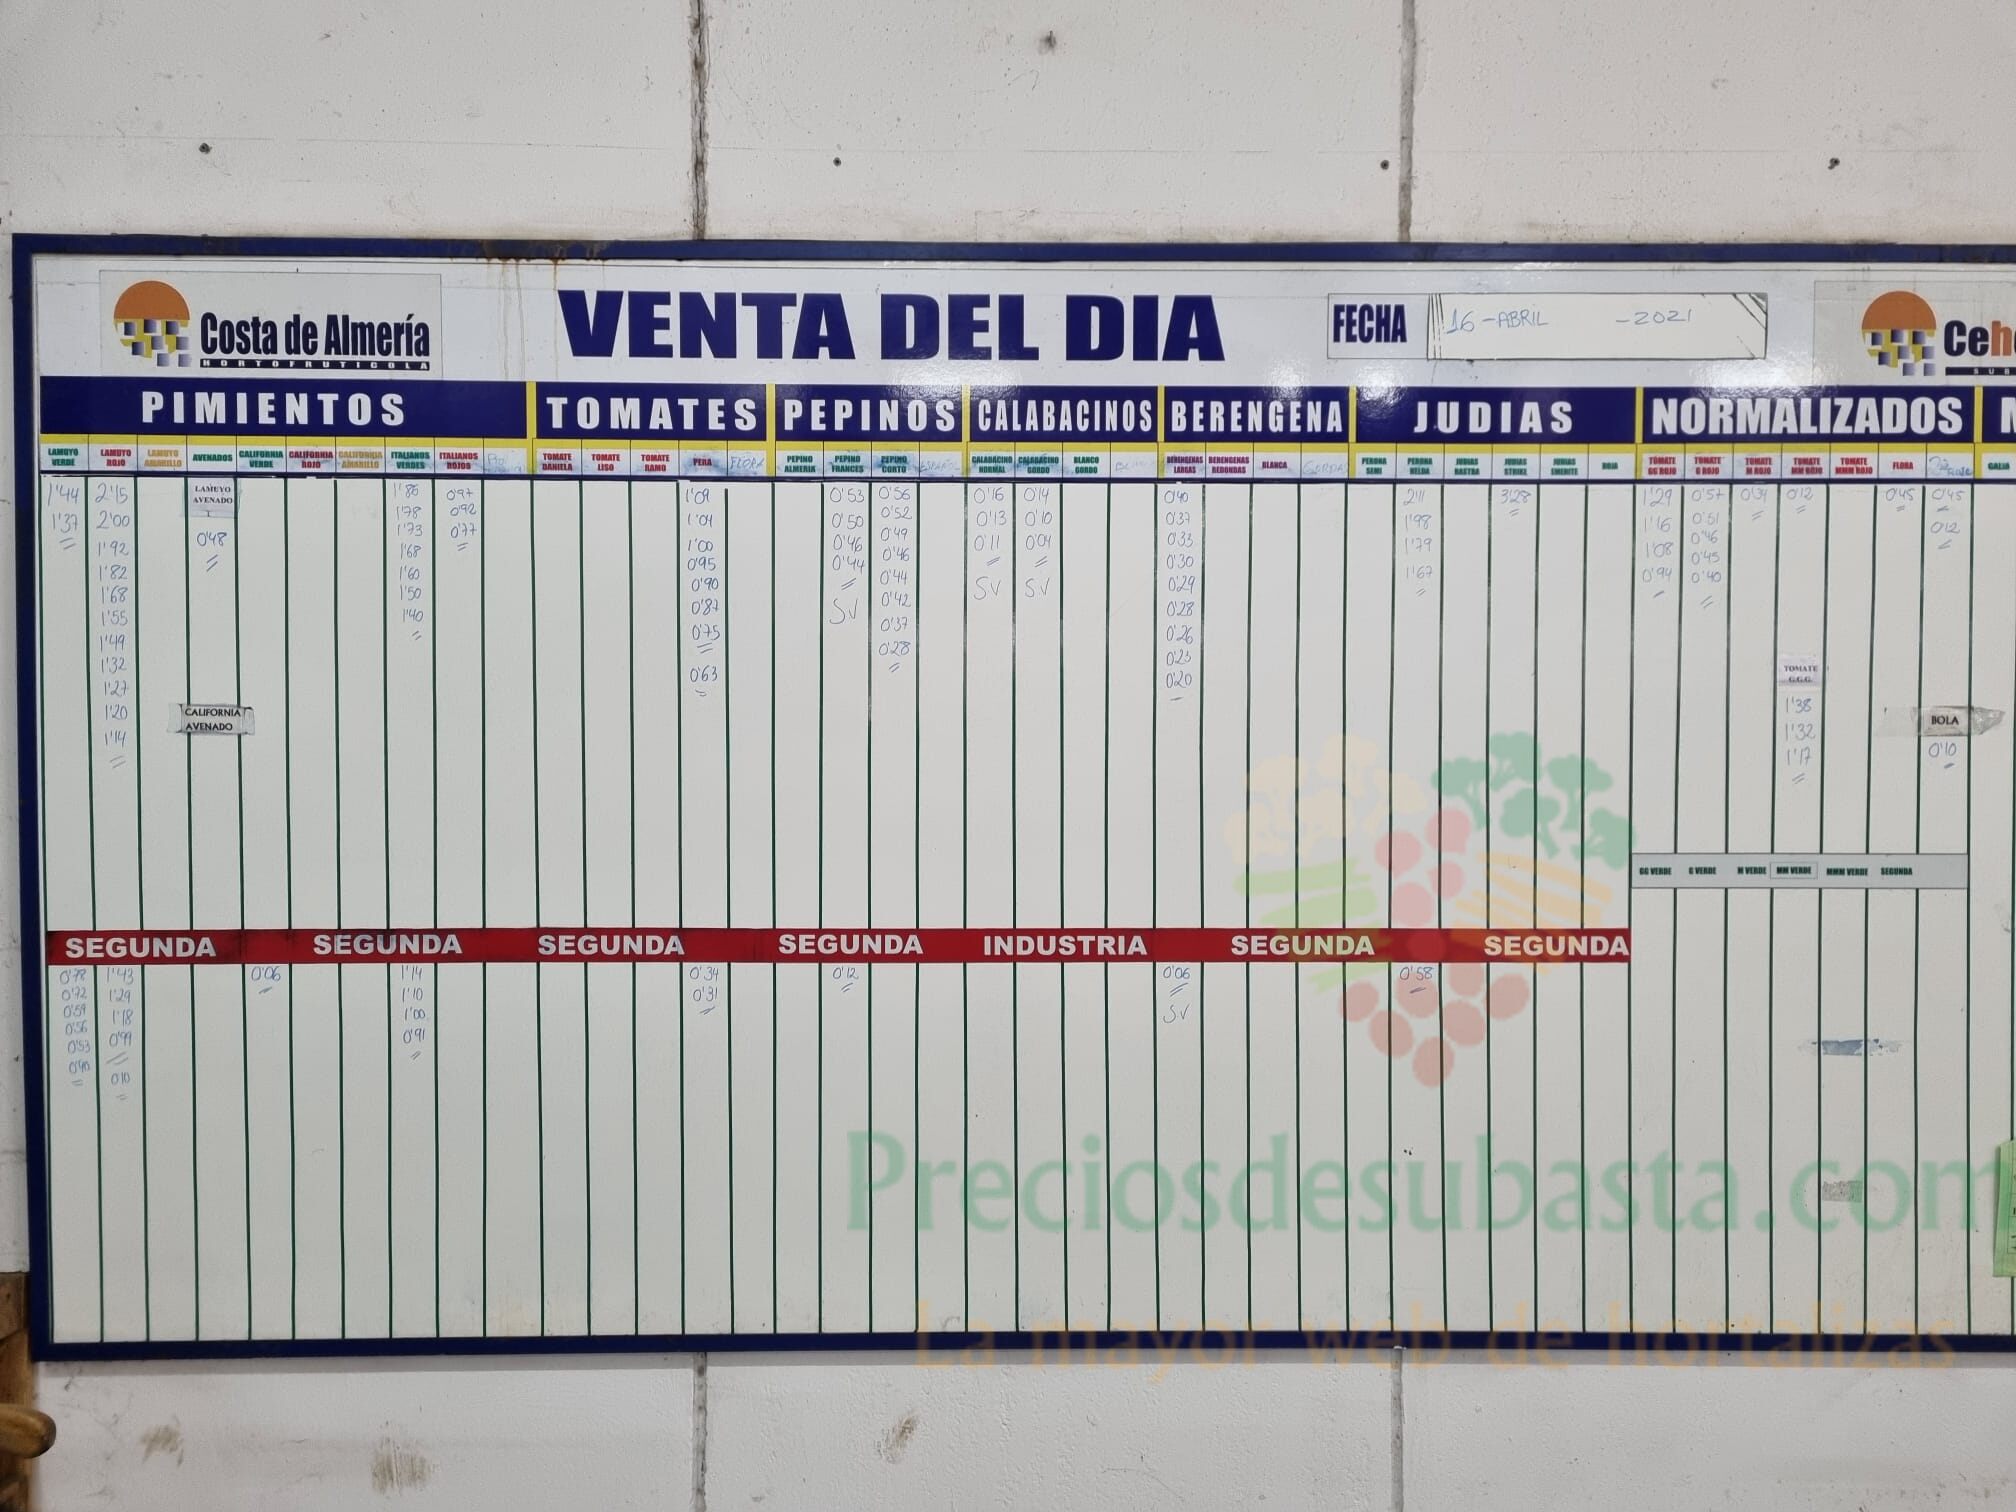 Costa de Almería
HORTOFRUTICOLA
VENTA DEL DIA
FECHA
16-ABRIL -2021
PIMIENTOS TOMATES PEPINOS CALABACINOS BERENGENA JUDIAS NORMALIZADOS
LAMUYO VERDE LAMUYO ROJO LAMUYO AMARILLO AVENADOS CALIFORNIA VERDE CALIFORNIA ROJO CALIFORNIA AMARILLO ITALIANOS VERDES ITALIANOS ROJOS TOMATE DANIELA TOMATE LISO TOMATE RAMO PERA FLORA PEPINO ALMERIA PEPINO FRANCES PEPINO CORTO ESPAÑOL CALABACINO NORMAL CALABACINO GORDO BLANCO GORDO BERENGENAS LARGAS BERENGENAS REDONDAS BLANCA GORDA PERONA SEMI PERONA HELDA JUDIAS RASTRA JUDIAS STRIKE JUDIAS EMERITE ROJA TOMATE GG ROJO TOMATE G ROJO TOMATE M ROJO TOMATE MM ROJO TOMATE MMM ROJO FLORA GALIA
1'44 2'15 LAMUYO AVENADO 1'86 0'97 1'09 0'53 0'56 0'16 0'14 0'40 2'11 3'28 1'29 0'57 0'34 0'12 0'45 0'45
1'37 2'00 0'48 1'78 0'92 1'04 0'50 0'52 0'13 0'10 0'37 1'98 1'16 0'51 0'12
1'92 1'73 0'77 1'00 0'46 0'49 0'11 0'04 0'33 1'79 1'08 0'46
1'82 1'68 0'95 0'44 0'46 SV SV 0'30 1'67 0'94 0'45
1'68 1'60 0'90 SV 0'44 0'29 0'40
1'55 1'50 0'87 0'42 0'28
1'49 1'40 0'75 0'37 0'26
1'32 0'63 0'28 0'23 TOMATE G.G.G.
1'27 0'20 1'38
1'20 CALIFORNIA AVENADO 1'32 BOLA
1'14 1'17 0'10
GG VERDE G VERDE M VERDE MM VERDE MMM VERDE SEGUNDA
SEGUNDA SEGUNDA SEGUNDA SEGUNDA INDUSTRIA SEGUNDA SEGUNDA
0'78 1'43 0'06 1'14 0'34 0'12 0'06 0'58
0'72 1'29 1'10 0'31 SV
0'59 1'18 1'00
0'56 0'99 0'91
0'53 0'10
0'40
Preciosdesubasta.com
La mayor web de hortalizas